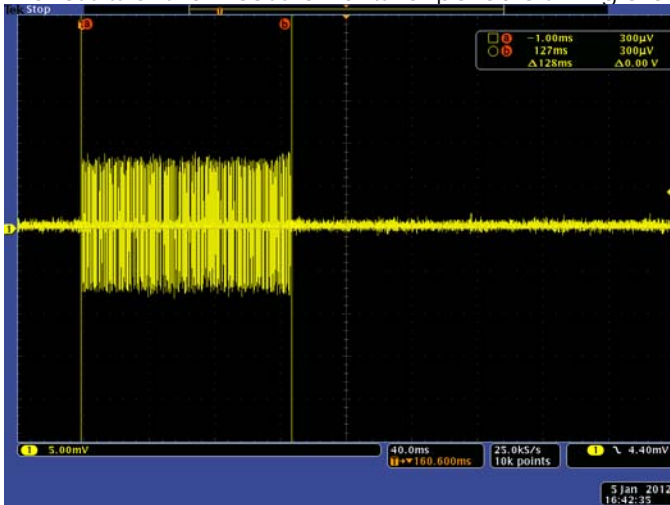 Tek Stop
a b
a −1.00ms 300µV
b 127ms 300µV
Δ128ms Δ0.00 V
1
1 5.00mV
40.0ms 25.0kS/s 1 4.40mV
T→▼160.600ms 10k points
5 Jan 2012
16:42:35